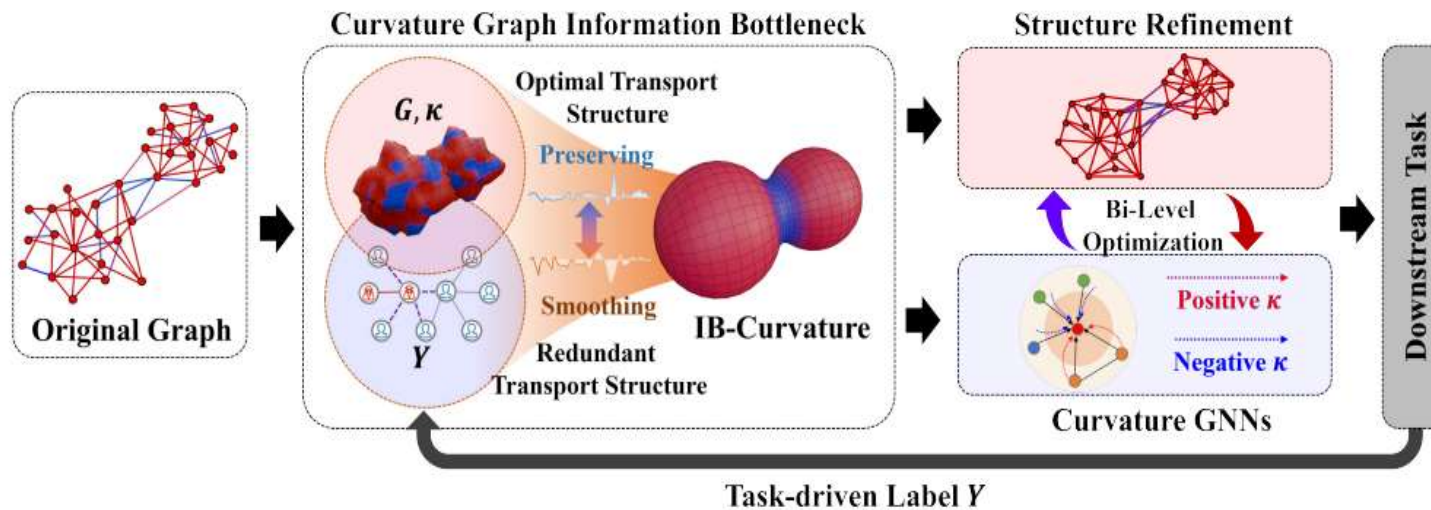 Curvature Graph Information Bottleneck
Structure Refinement
Original Graph
G, κ
Y
Optimal Transport
Structure
Preserving
Smoothing
Redundant
Transport Structure
IB-Curvature
Bi-Level
Optimization
Positive κ
Negative κ
Curvature GNNs
Downstream Task
Task-driven Label Y